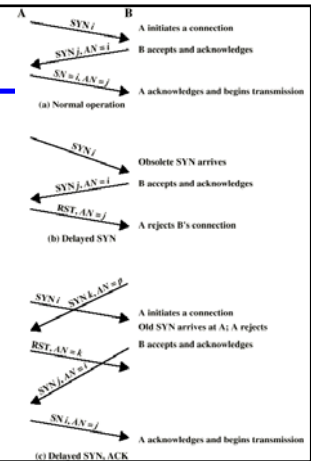 A B
SYN i
A initiates a connection
SYN j, AN = i
B accepts and acknowledges
SN = i, AN = j
A acknowledges and begins transmission
(a) Normal operation
SYN i
Obsolete SYN arrives
SYN j, AN = i
B accepts and acknowledges
RST, AN = j
A rejects B's connection
(b) Delayed SYN
SYN k, AN = p
SYN i
A initiates a connection
Old SYN arrives at A; A rejects
RST, AN = k
B accepts and acknowledges
SYN j, AN = i
SN i, AN = j
A acknowledges and begins transmission
(c) Delayed SYN, ACK